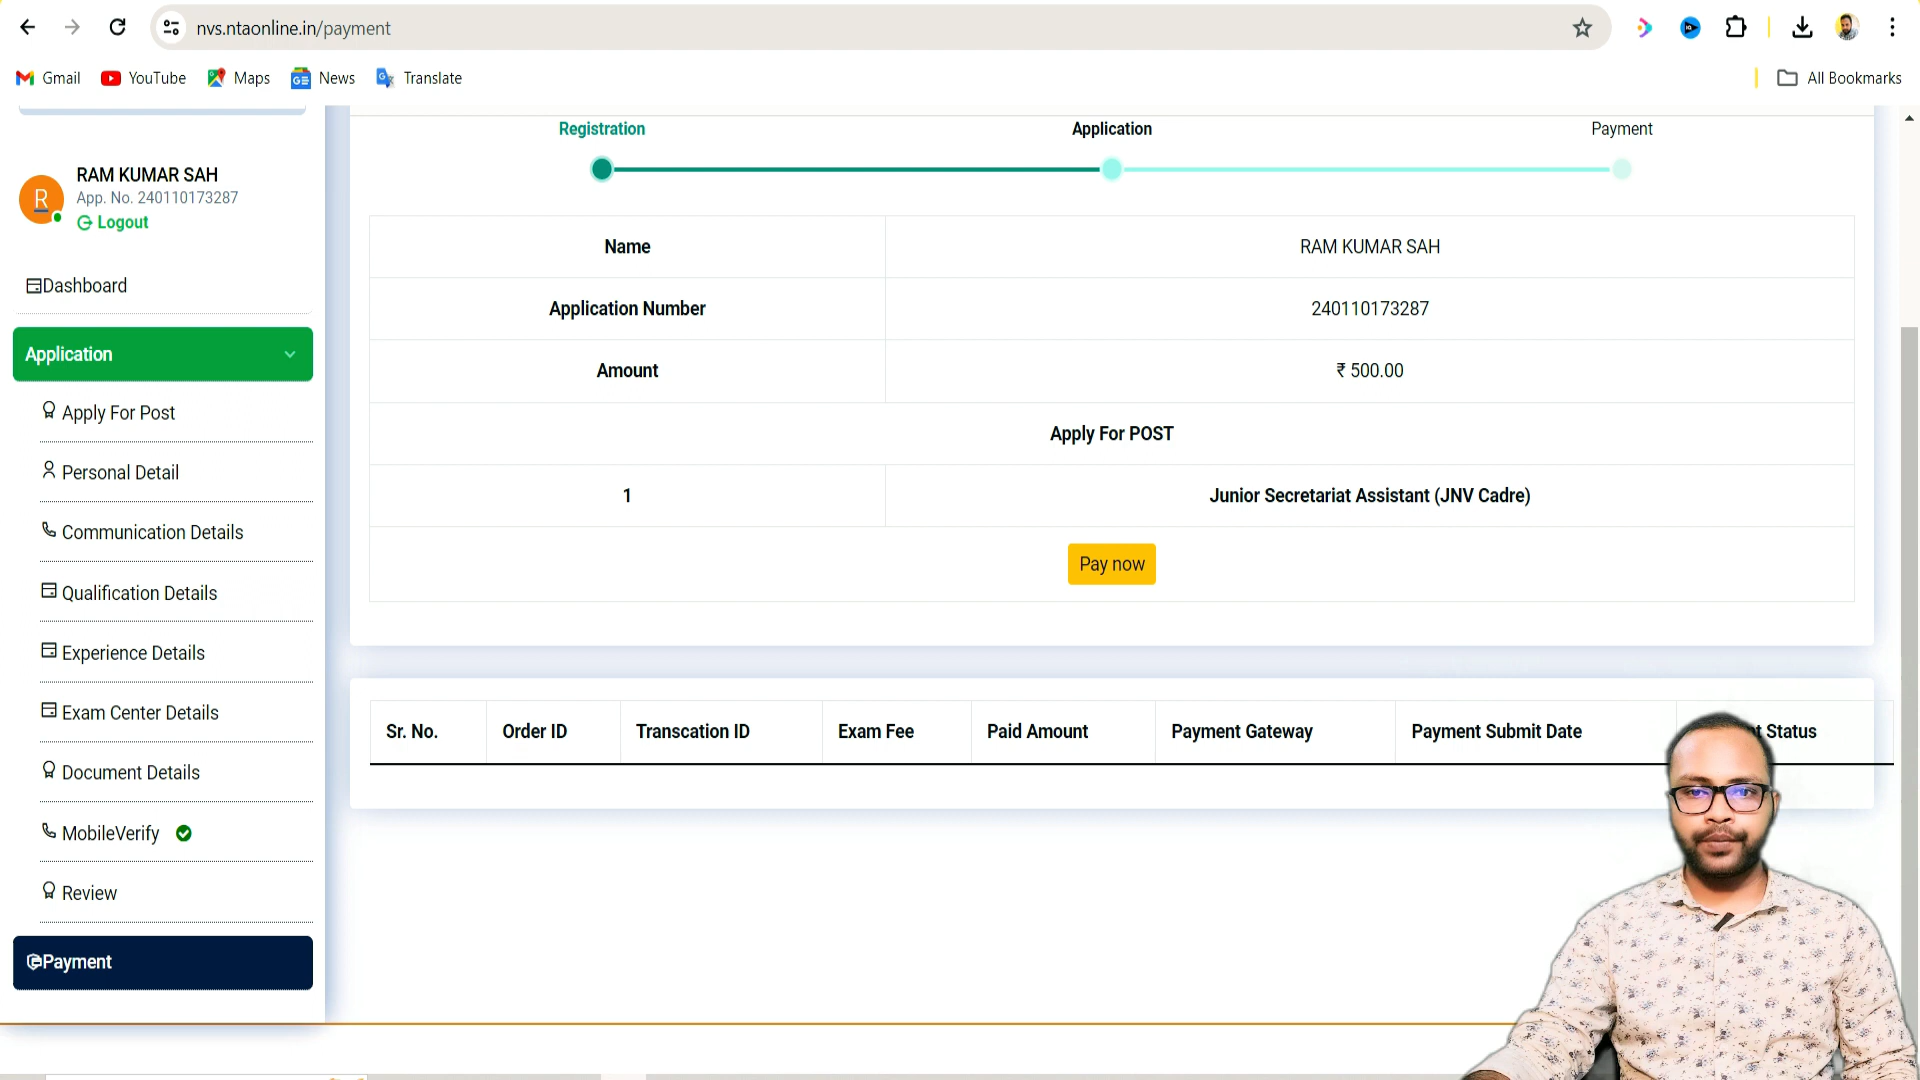 nvs.ntaonline.in/payment
Gmail YouTube Maps News Translate All Bookmarks
RAM KUMAR SAH
R
App. No. 240110173287
Logout
Dashboard
Application
Apply For Post
Personal Detail
Communication Details
Qualification Details
Experience Details
Exam Center Details
Document Details
MobileVerify
Review
Payment
Registration Application Payment
Name RAM KUMAR SAH
Application Number 240110173287
Amount ₹ 500.00
Apply For POST
1 Junior Secretariat Assistant (JNV Cadre)
Pay now
Sr. No. Order ID Transcation ID Exam Fee Paid Amount Payment Gateway Payment Submit Date Status